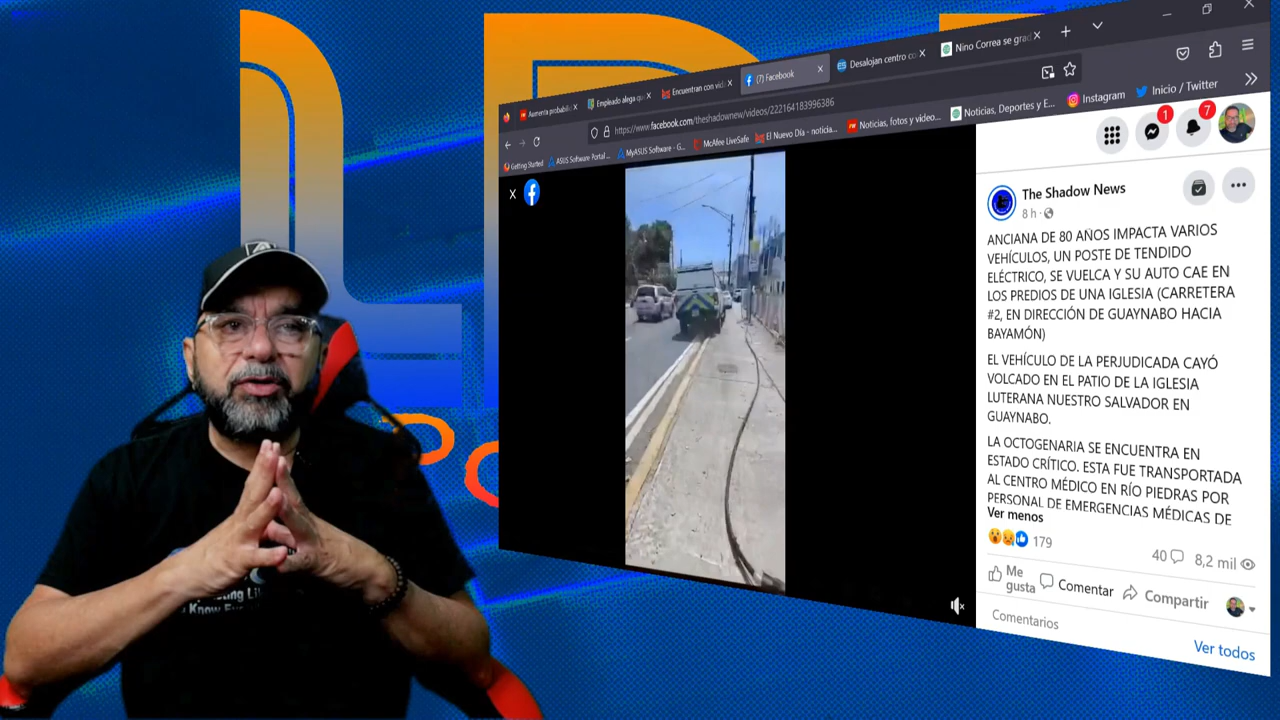 Aumenta probabil
Empleado alega qu
Encuentran con vid
(7) Facebook
Desalojan centro c
Nino Correa se gra
https://www.facebook.com/theshadownew/videos/222164183996386
Getting Started
ASUS Software Portal...
MyASUS Software - G...
McAfee LiveSafe
El Nuevo Día - noticia...
Noticias, fotos y video...
Noticias, Deportes y E...
Instagram
Inicio / Twitter
1
7
The Shadow News
8 h
ANCIANA DE 80 AÑOS IMPACTA VARIOS
VEHÍCULOS, UN POSTE DE TENDIDO
ELÉCTRICO, SE VUELCA Y SU AUTO CAE EN
LOS PREDIOS DE UNA IGLESIA (CARRETERA
#2, EN DIRECCIÓN DE GUAYNABO HACIA
BAYAMÓN)
EL VEHÍCULO DE LA PERJUDICADA CAYÓ
VOLCADO EN EL PATIO DE LA IGLESIA
LUTERANA NUESTRO SALVADOR EN
GUAYNABO.
LA OCTOGENARIA SE ENCUENTRA EN
ESTADO CRÍTICO. ESTA FUE TRANSPORTADA
AL CENTRO MÉDICO EN RÍO PIEDRAS POR
PERSONAL DE EMERGENCIAS MÉDICAS DE
Ver menos
179
40
8,2 mil
Me gusta
Comentar
Compartir
Comentarios
Ver todos